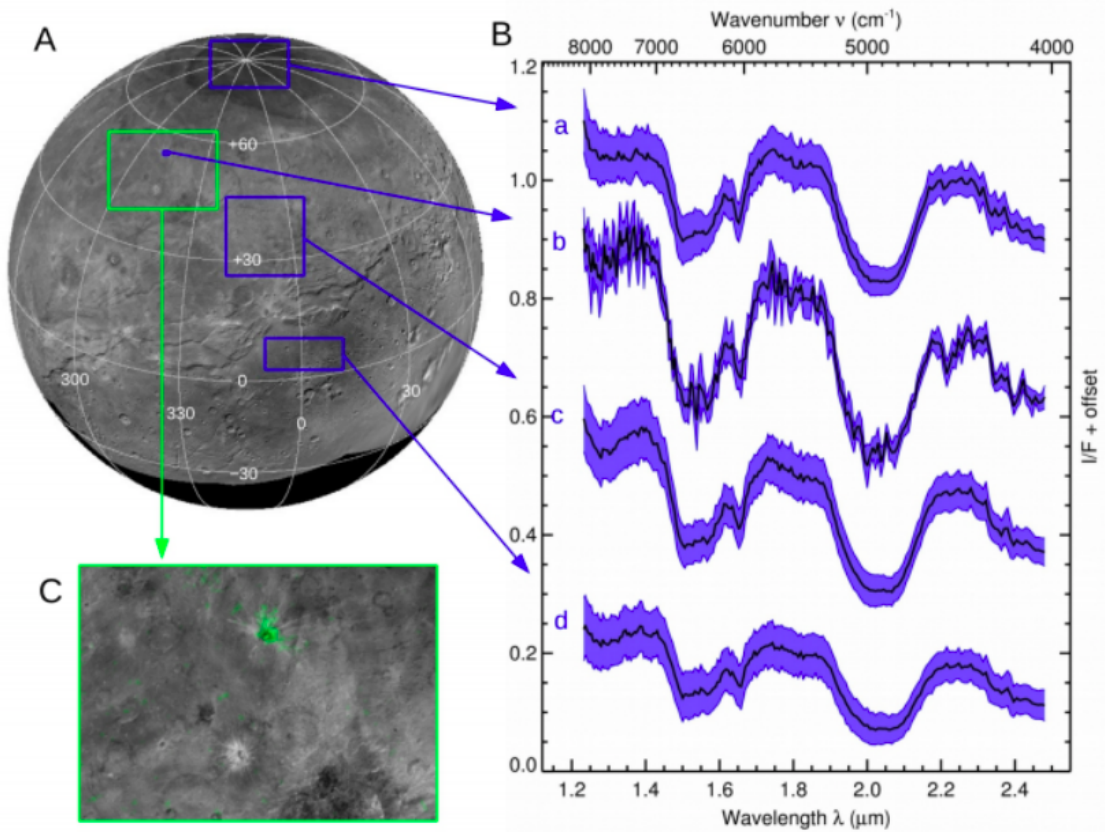 A
+60
+30
300
0
330
30
0
−30
C
B
Wavenumber ν (cm⁻¹)
8000 7000 6000 5000 4000
1.2
a
1.0
b
0.8
0.6
c
0.4
d
0.2
0.0
1.2 1.4 1.6 1.8 2.0 2.2 2.4
Wavelength λ (μm)
I/F + offset